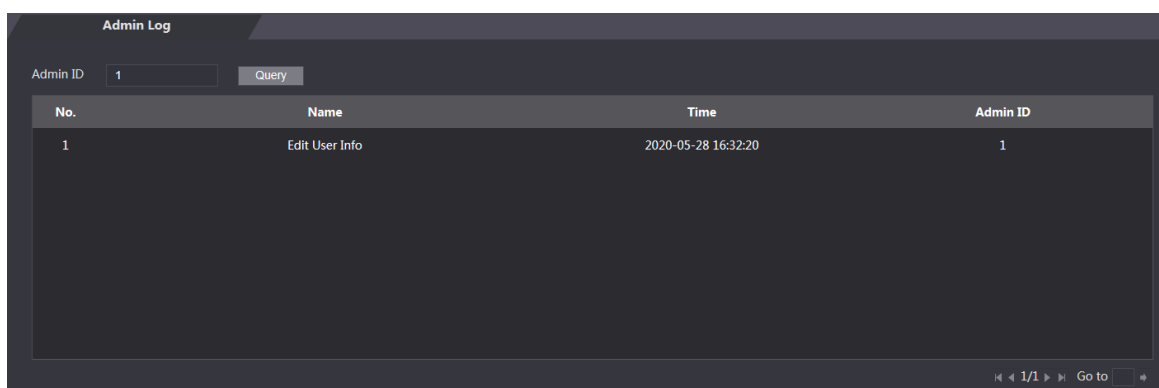 Admin Log
Admin ID 1 Query
No. Name Time Admin ID
1 Edit User Info 2020-05-28 16:32:20 1
1/1 Go to